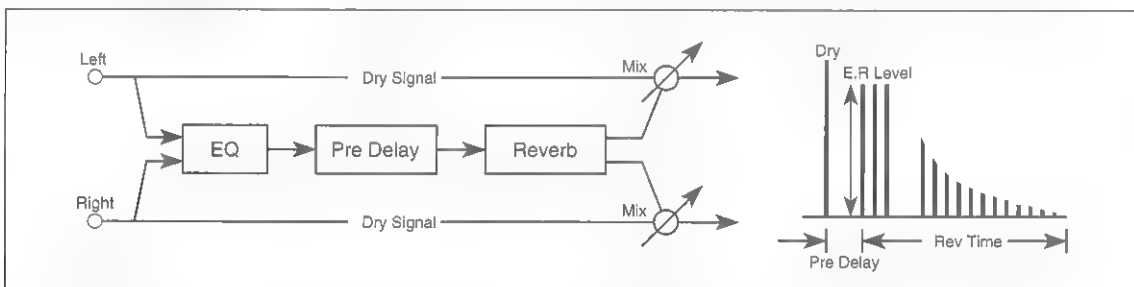 Left
Dry Signal
Mix
EQ
Pre Delay
Reverb
Right
Dry Signal
Mix
Dry
E.R Level
Rev Time
Pre Delay